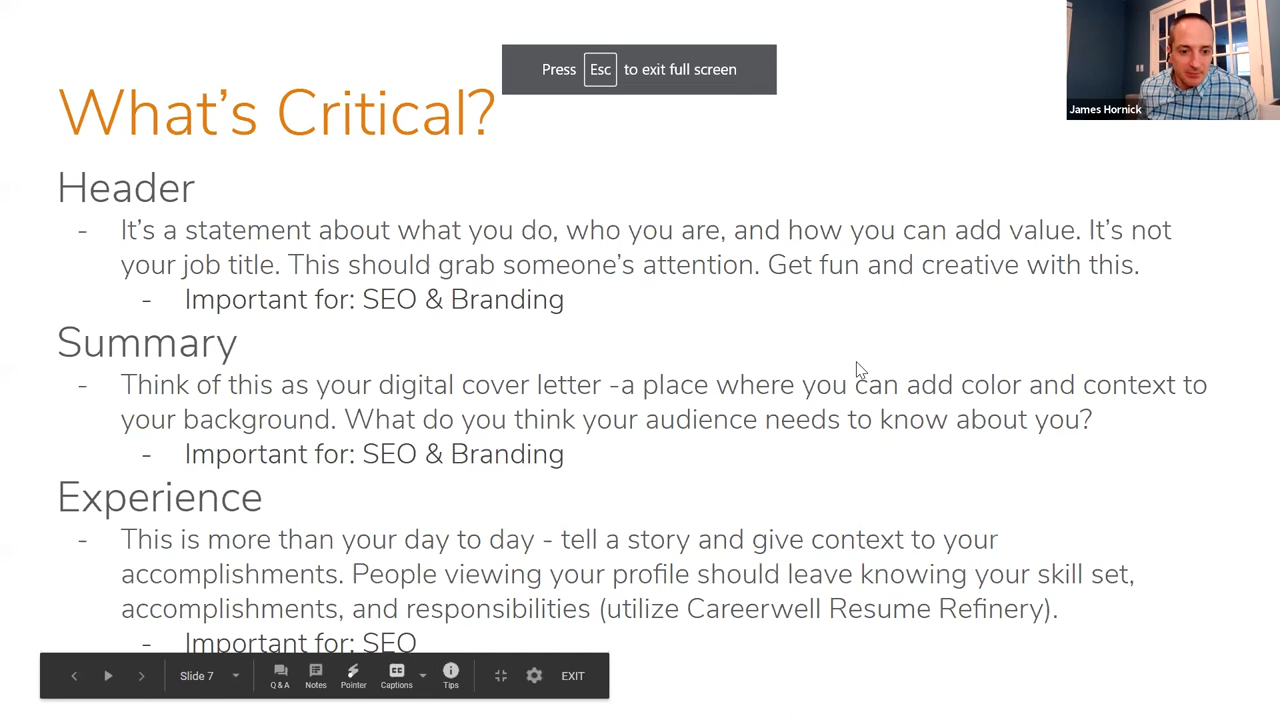 Press Esc to exit full screen
James Hornick
What's Critical?
Header
- It's a statement about what you do, who you are, and how you can add value. It's not
your job title. This should grab someone's attention. Get fun and creative with this.
- Important for: SEO & Branding
Summary
- Think of this as your digital cover letter -a place where you can add color and context to
your background. What do you think your audience needs to know about you?
- Important for: SEO & Branding
Experience
- This is more than your day to day - tell a story and give context to your
accomplishments. People viewing your profile should leave knowing your skill set,
accomplishments, and responsibilities (utilize Careerwell Resume Refinery).
- Important for: SEO
Slide 7
Q & A
Notes
Pointer
CC
Captions
Tips
EXIT